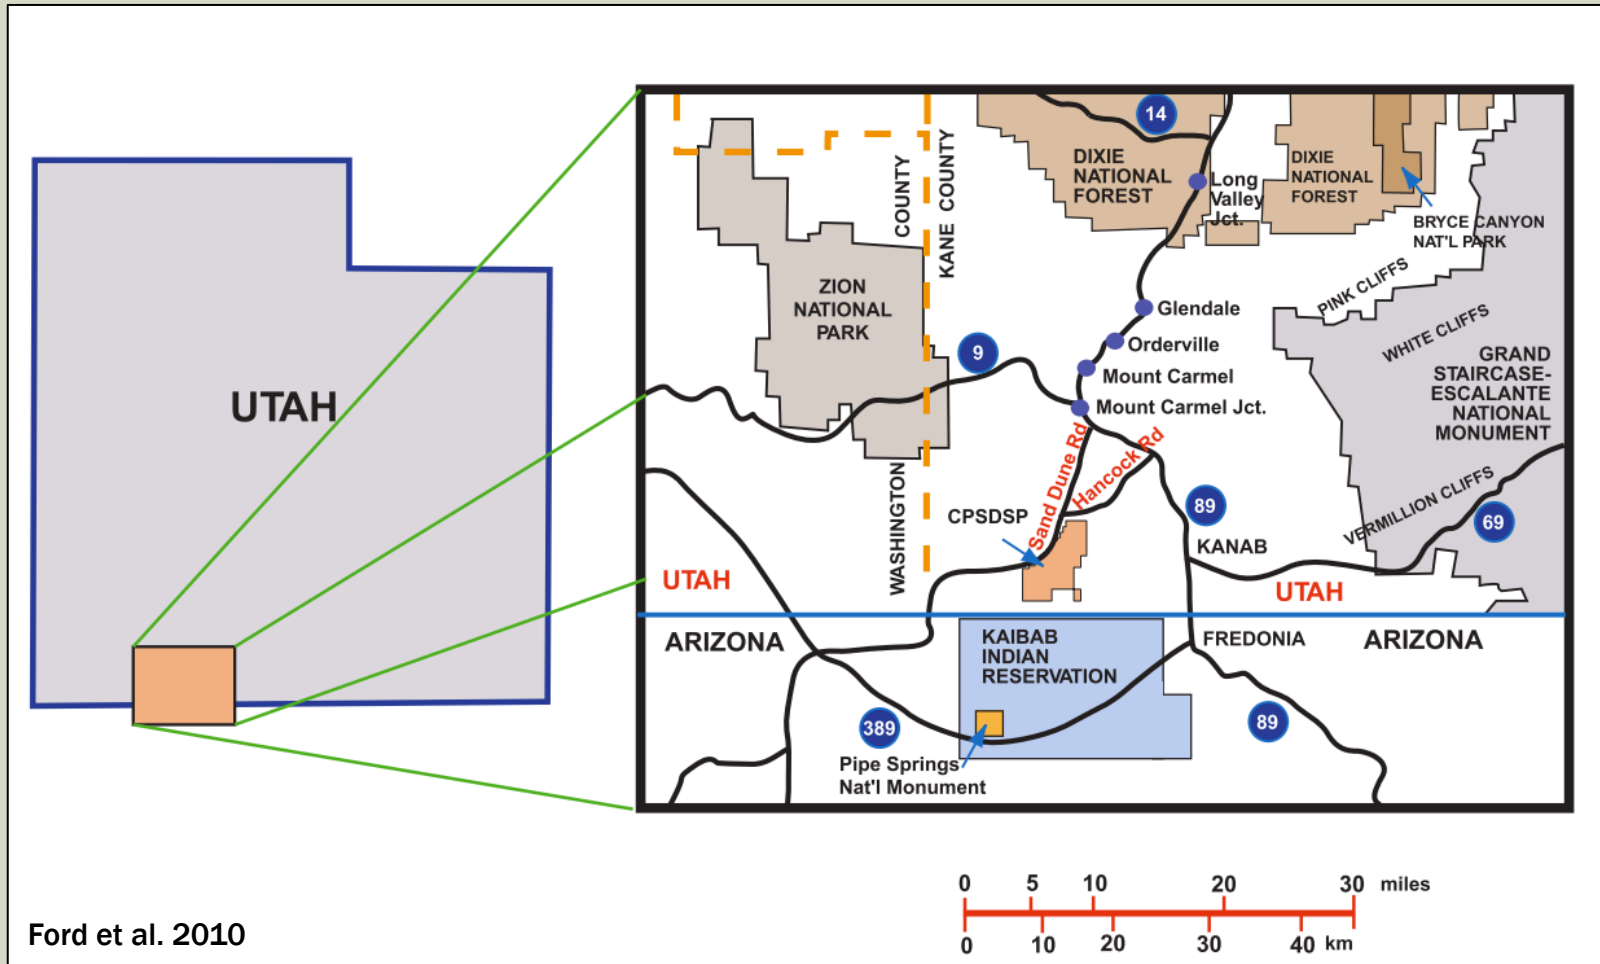 UTAH
14
DIXIE
NATIONAL
FOREST
Long
Valley
Jct.
DIXIE
NATIONAL
FOREST
BRYCE CANYON
NAT'L PARK
COUNTY
KANE COUNTY
ZION
NATIONAL
PARK
PINK CLIFFS
WHITE CLIFFS
Glendale
Orderville
9
Mount Carmel
Mount Carmel Jct.
GRAND
STAIRCASE-
ESCALANTE
NATIONAL
MONUMENT
Sand Dune Rd
Hancock Rd
WASHINGTON
CPSDSP
89
VERMILLION CLIFFS
69
KANAB
UTAH
UTAH
ARIZONA
KAIBAB
INDIAN
RESERVATION
FREDONIA
ARIZONA
389
89
Pipe Springs
Nat'l Monument
0 5 10 20 30 miles
0 10 20 30 40 km
Ford et al. 2010